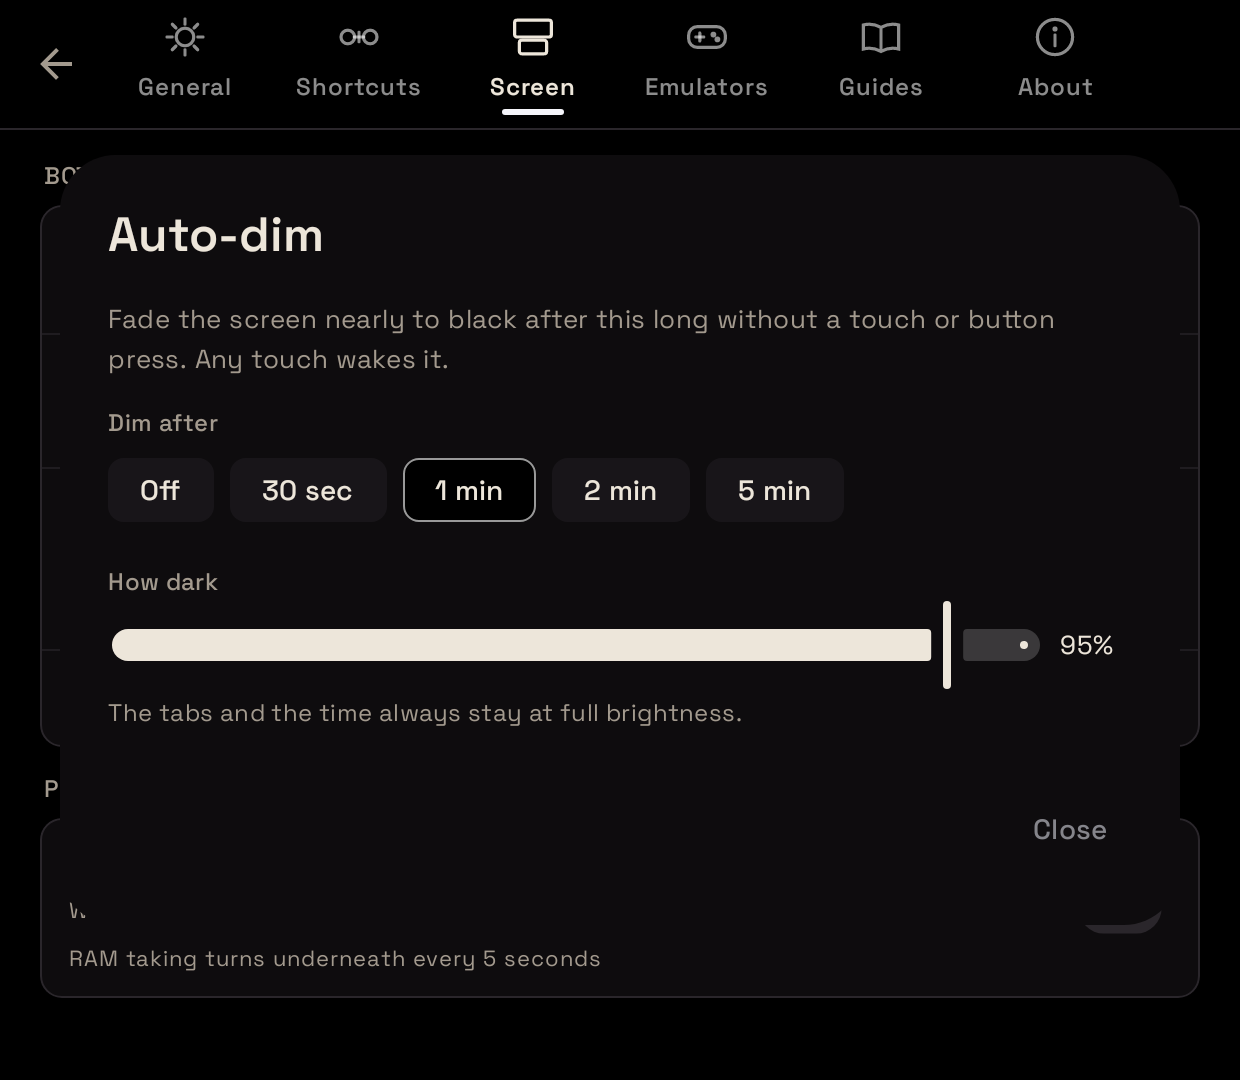 General
Shortcuts
Screen
Emulators
Guides
About
Auto-dim
Fade the screen nearly to black after this long without a touch or button
press. Any touch wakes it.
Dim after
Off
30 sec
1 min
2 min
5 min
How dark
95%
The tabs and the time always stay at full brightness.
Close
RAM taking turns underneath every 5 seconds